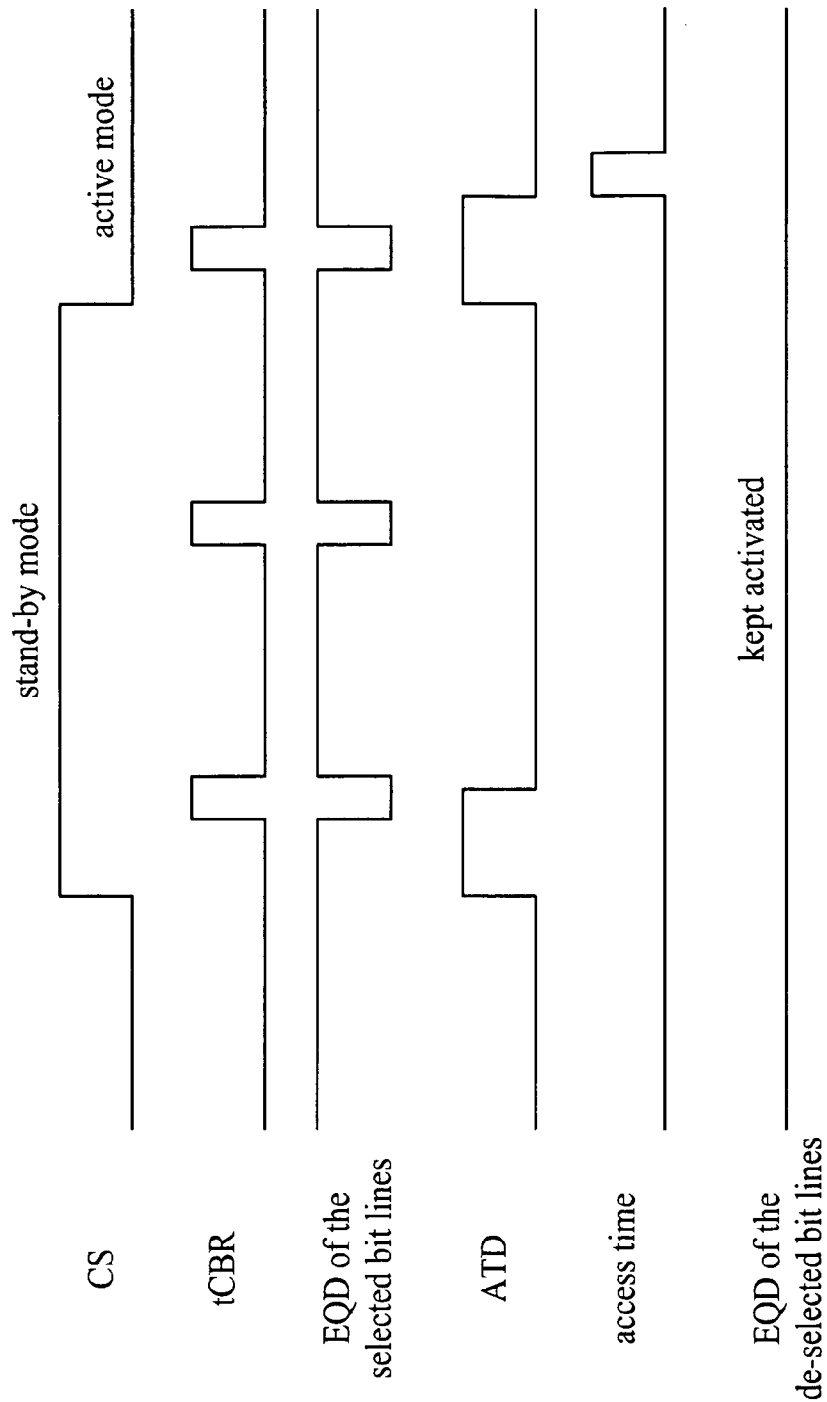 stand-by mode
active mode
CS
tCBR
EQD of the
selected bit lines
ATD
access time
kept activated
EQD of the
de-selected bit lines